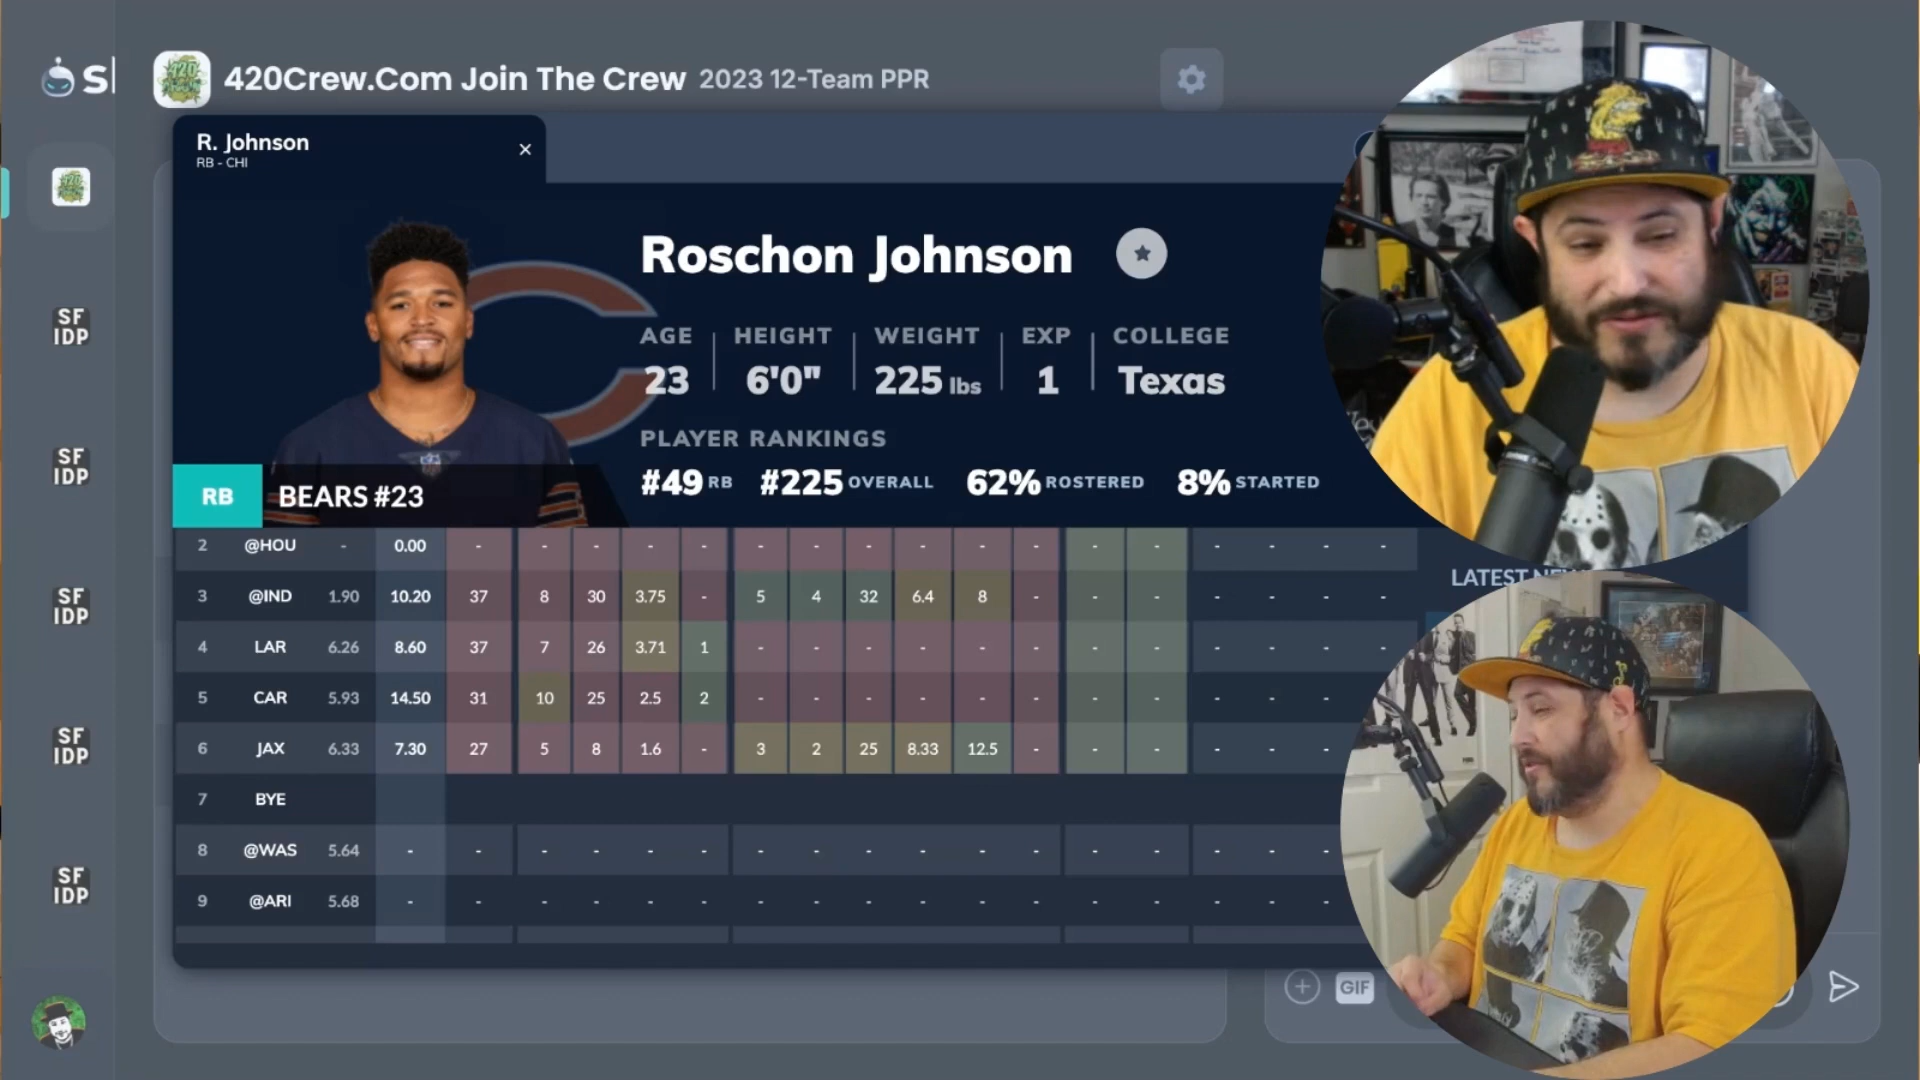 sl
420Crew.Com Join The Crew 2023 12-Team PPR
R. Johnson
RB - CHI
Roschon Johnson
AGE HEIGHT WEIGHT EXP COLLEGE
23 6'0" 225 lbs 1 Texas
PLAYER RANKINGS
#49 RB #225 OVERALL 62% ROSTERED 8% STARTED
RB BEARS #23
2 @HOU - 0.00 - - - - - - - - - - - - - - - - -
3 @IND 1.90 10.20 37 8 30 3.75 - 5 4 32 6.4 8 - - - - - - -
4 LAR 6.26 8.60 37 7 26 3.71 1 - - - - - - - - - - - -
5 CAR 5.93 14.50 31 10 25 2.5 2 - - - - - - - - - - - -
6 JAX 6.33 7.30 27 5 8 1.6 - 3 2 25 8.33 12.5 - - - - - -
7 BYE
8 @WAS 5.64 - - - - - - - - - - - - - - - - -
9 @ARI 5.68 - - - - - - - - - - - - - - - - -
LATEST
SF
IDP
SF
IDP
SF
IDP
SF
IDP
SF
IDP
GIF
420
420